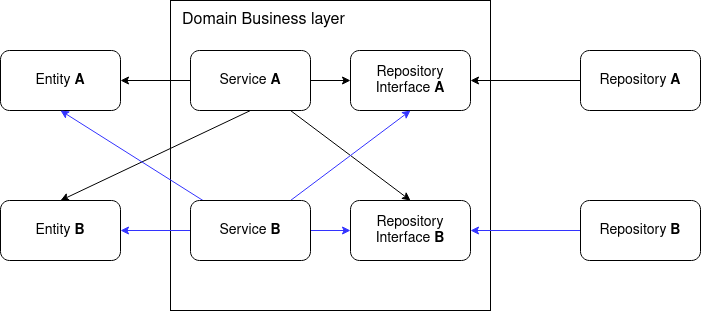 Domain Business layer
Entity A
Service A
Repository
Interface A
Repository A
Entity B
Service B
Repository
Interface B
Repository B